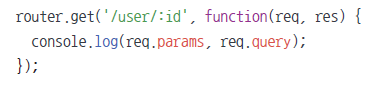 router.get('/user/:id', function(req, res) {
  console.log(req.params, req.query);
});